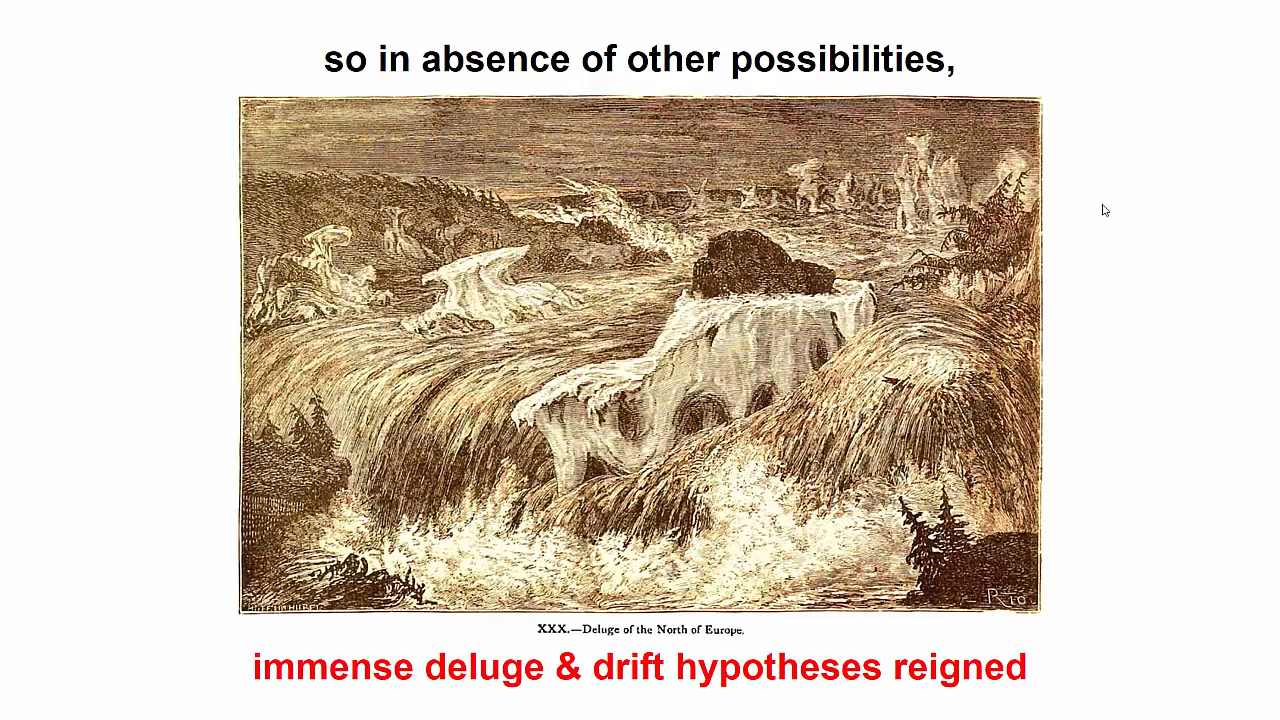 so in absence of other possibilities,
XXX.—Deluge of the North of Europe.
immense deluge & drift hypotheses reigned